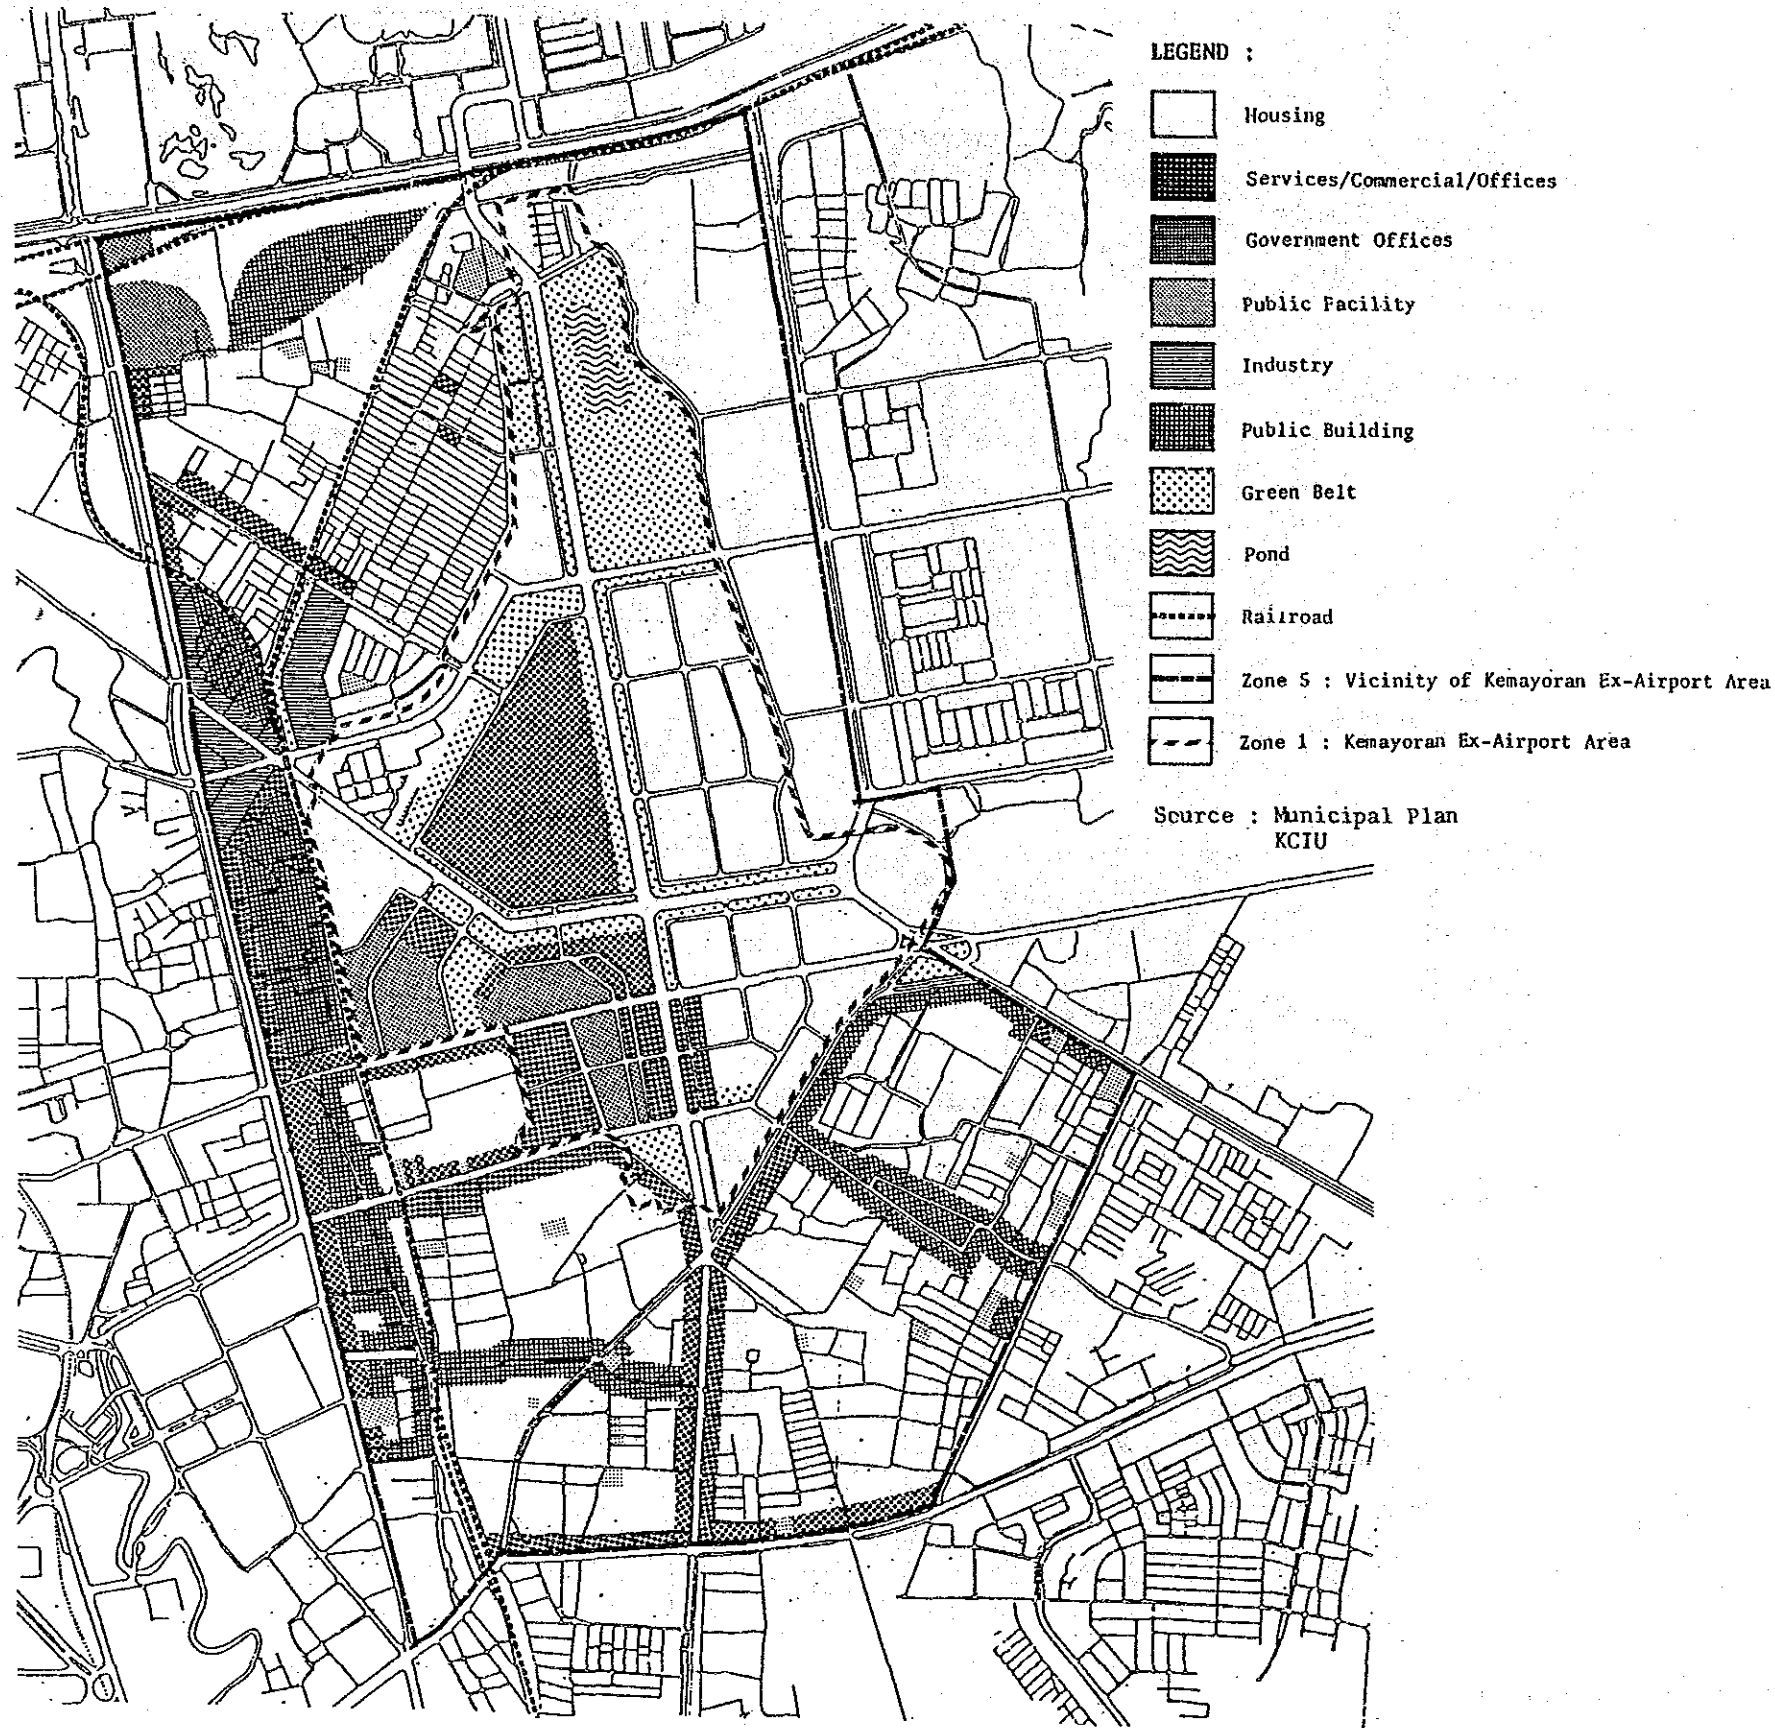 LEGEND :
Housing
Services/Commercial/Offices
Government Offices
Public Facility
Industry
Public Building
Green Belt
Pond
Railroad
Zone 5 : Vicinity of Kemayoran Ex-Airport Area
Zone 1 : Kemayoran Ex-Airport Area
Source : Municipal Plan
KCIU